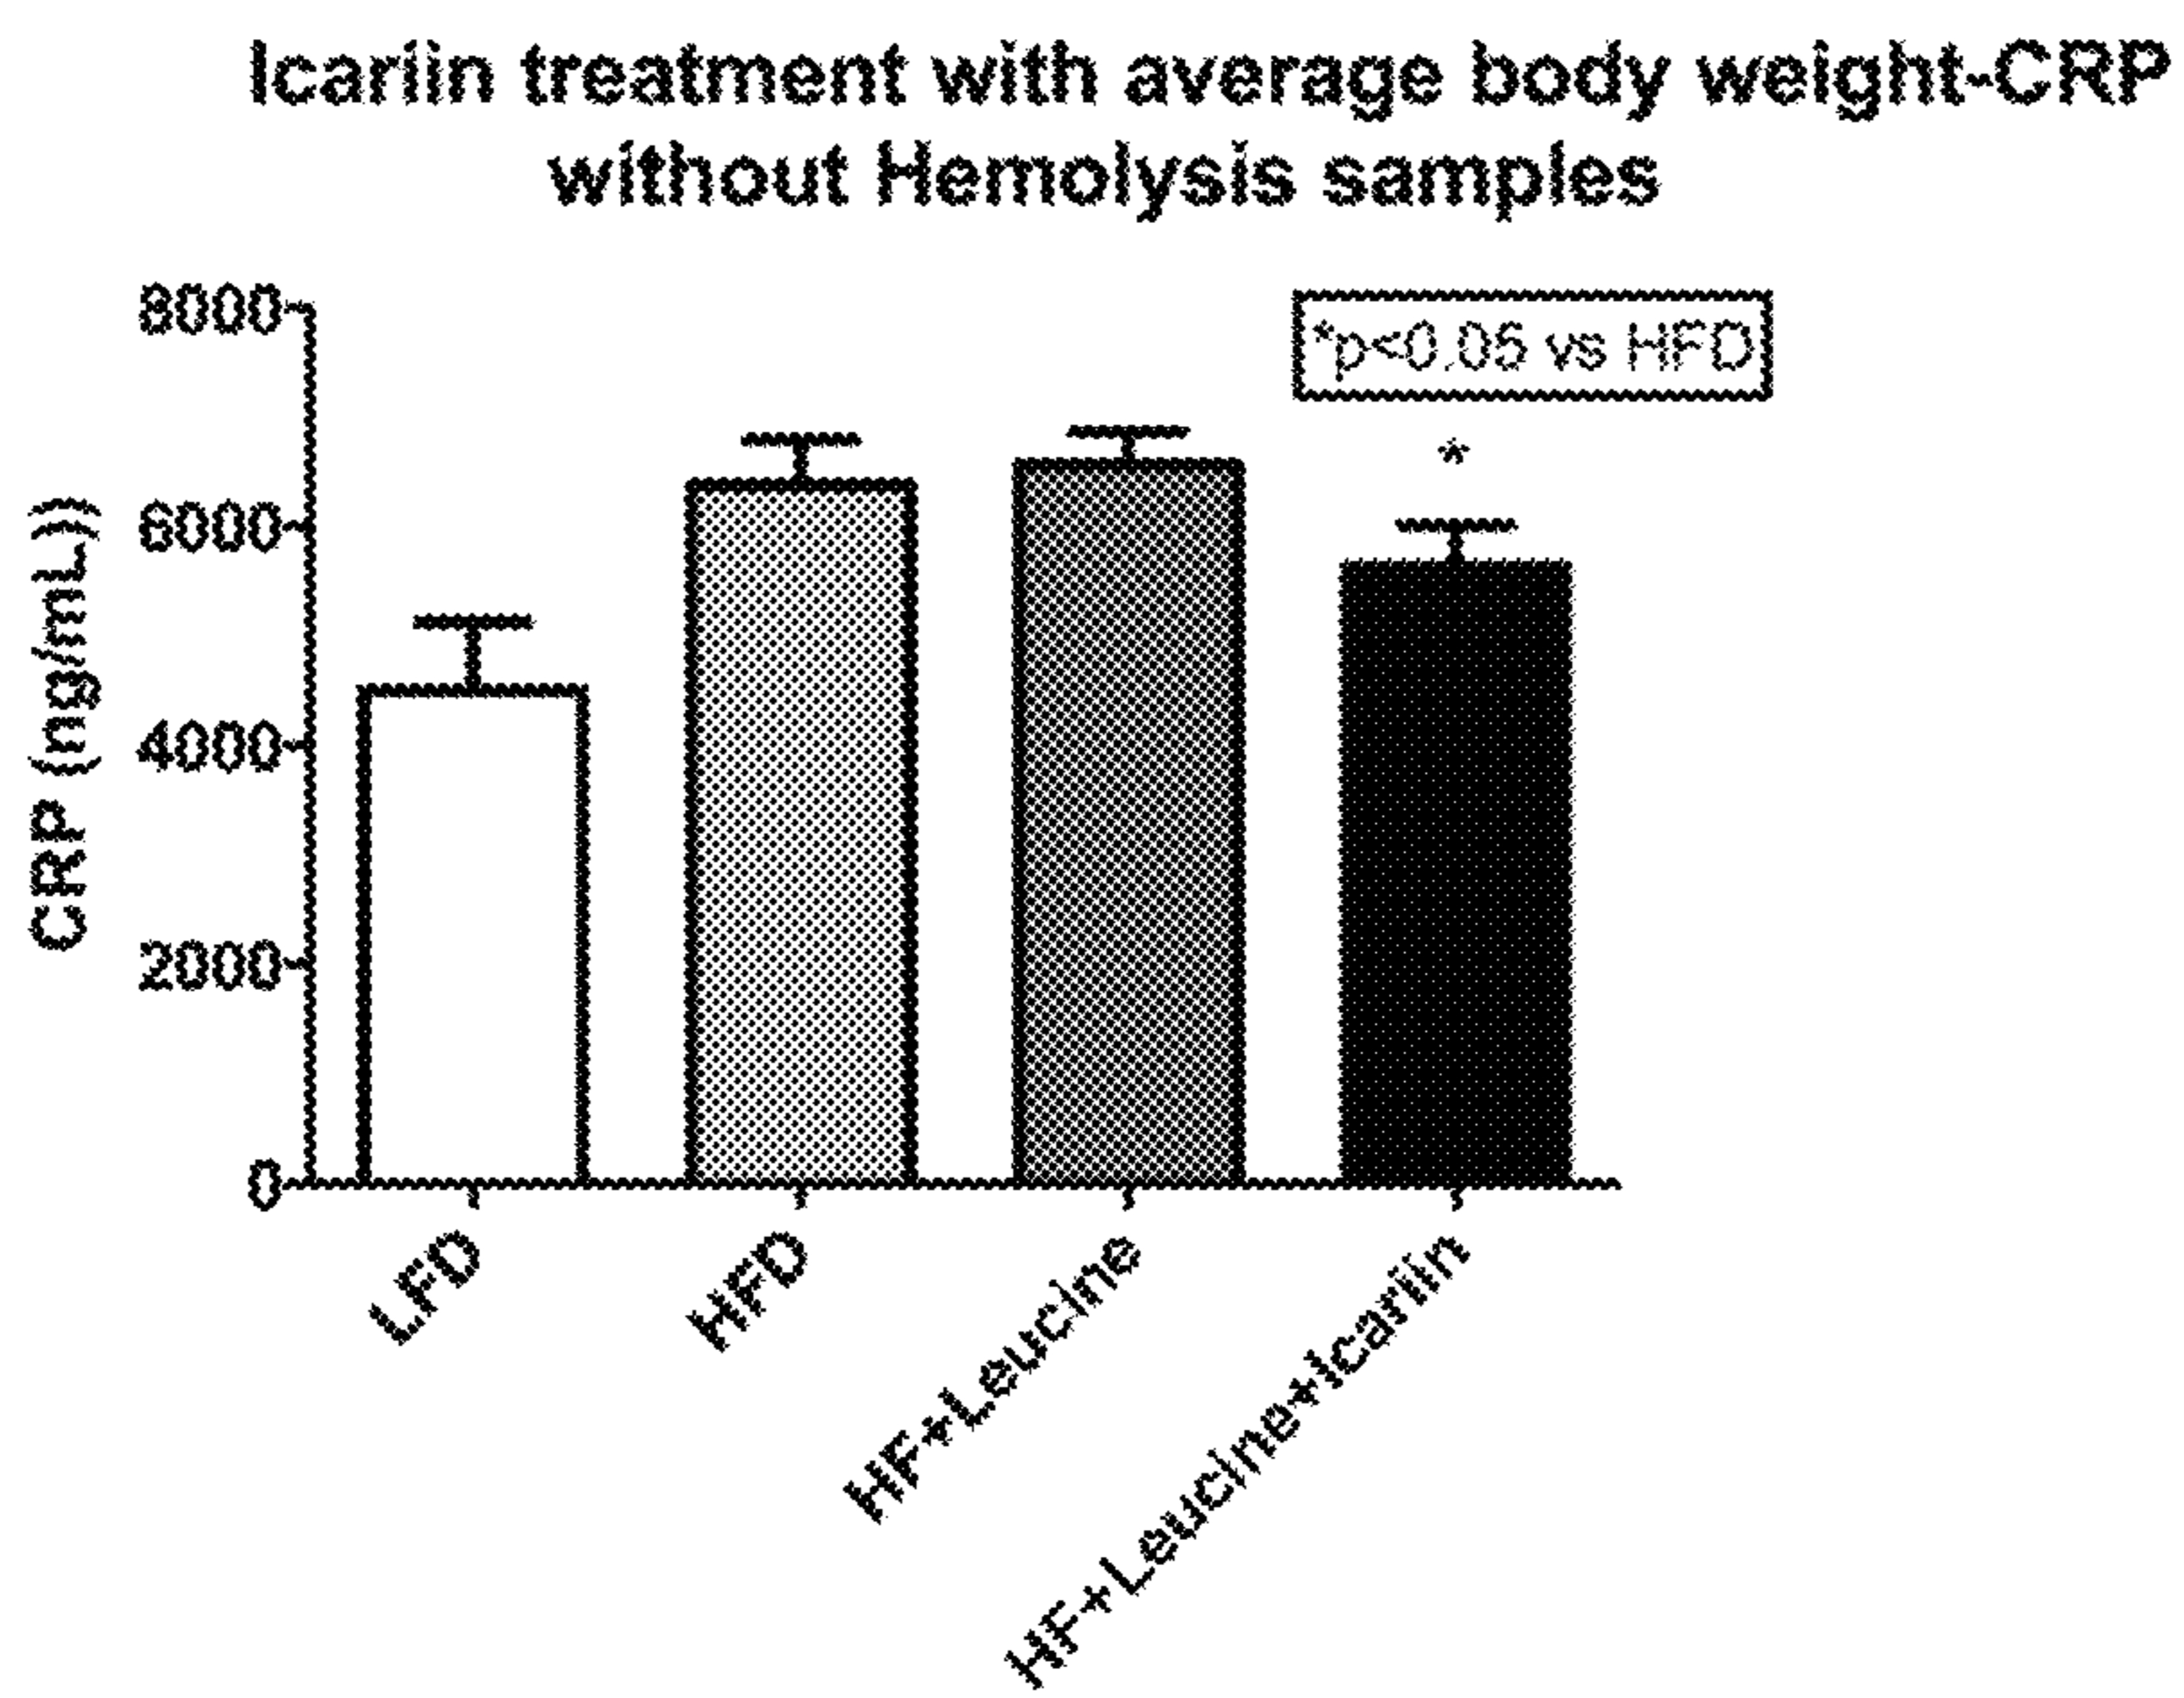 Icariin treatment with average body weight-CRP
without Hemolysis samples
CRP (ng/mL))
8000
6000
4000
2000
0
*p<0.05 vs HFD
*
LFD
HFD
HF+Leucine
HF+Leucine+Icariin